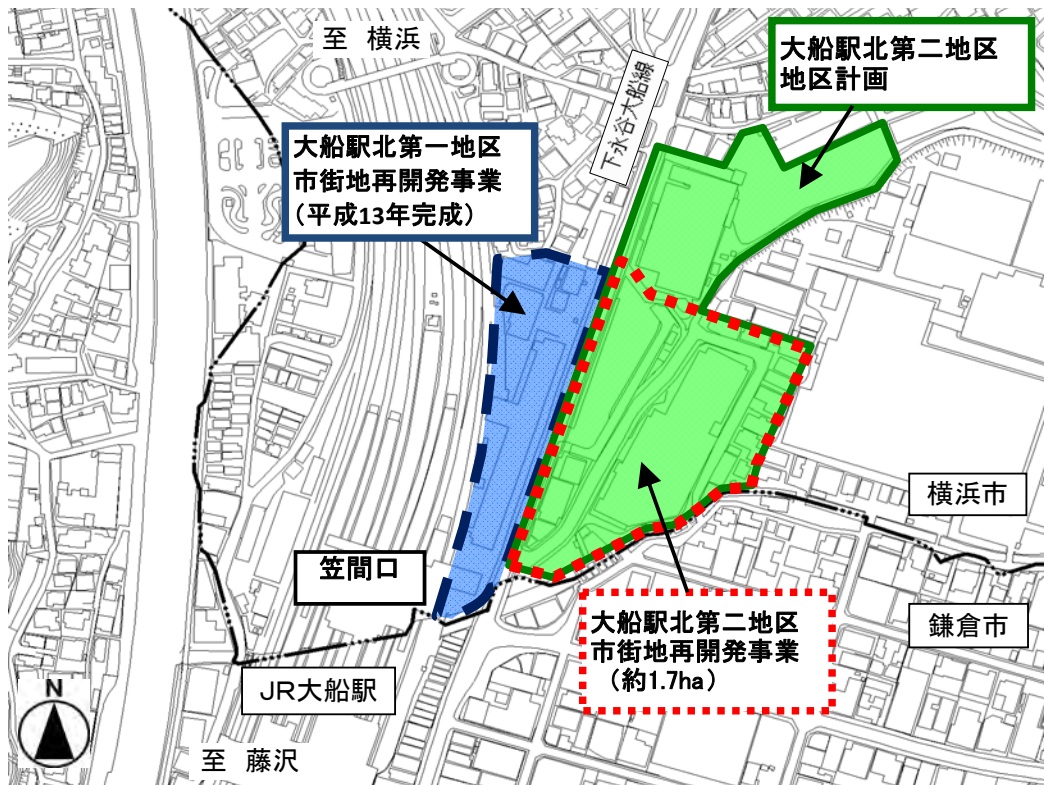 至 横浜
下永谷大船線
大船駅北第二地区
地区計画
大船駅北第一地区
市街地再開発事業
（平成13年完成）
横浜市
笠間口
大船駅北第二地区
市街地再開発事業
（約1.7ha）
鎌倉市
JR大船駅
N
至 藤沢